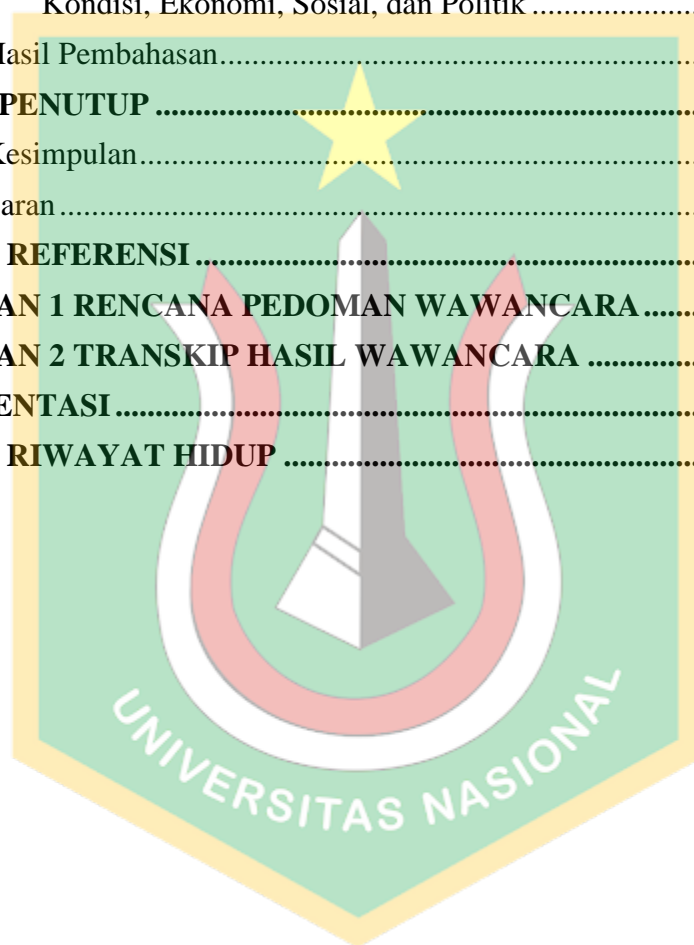 Kondisi, Ekonomi, Sosial, dan Politik ........................
Hasil Pembahasan................................................................
PENUTUP ........................................................................
Kesimpulan........................................................................
aran ................................................................................
REFERENSI ....................................................................
AN 1 RENCANA PEDOMAN WAWANCARA .......
AN 2 TRANSKIP HASIL WAWANCARA .............
ENTASI ............................................................................
RIWAYAT HIDUP .........................................................
UNIVERSITAS NASIONAL